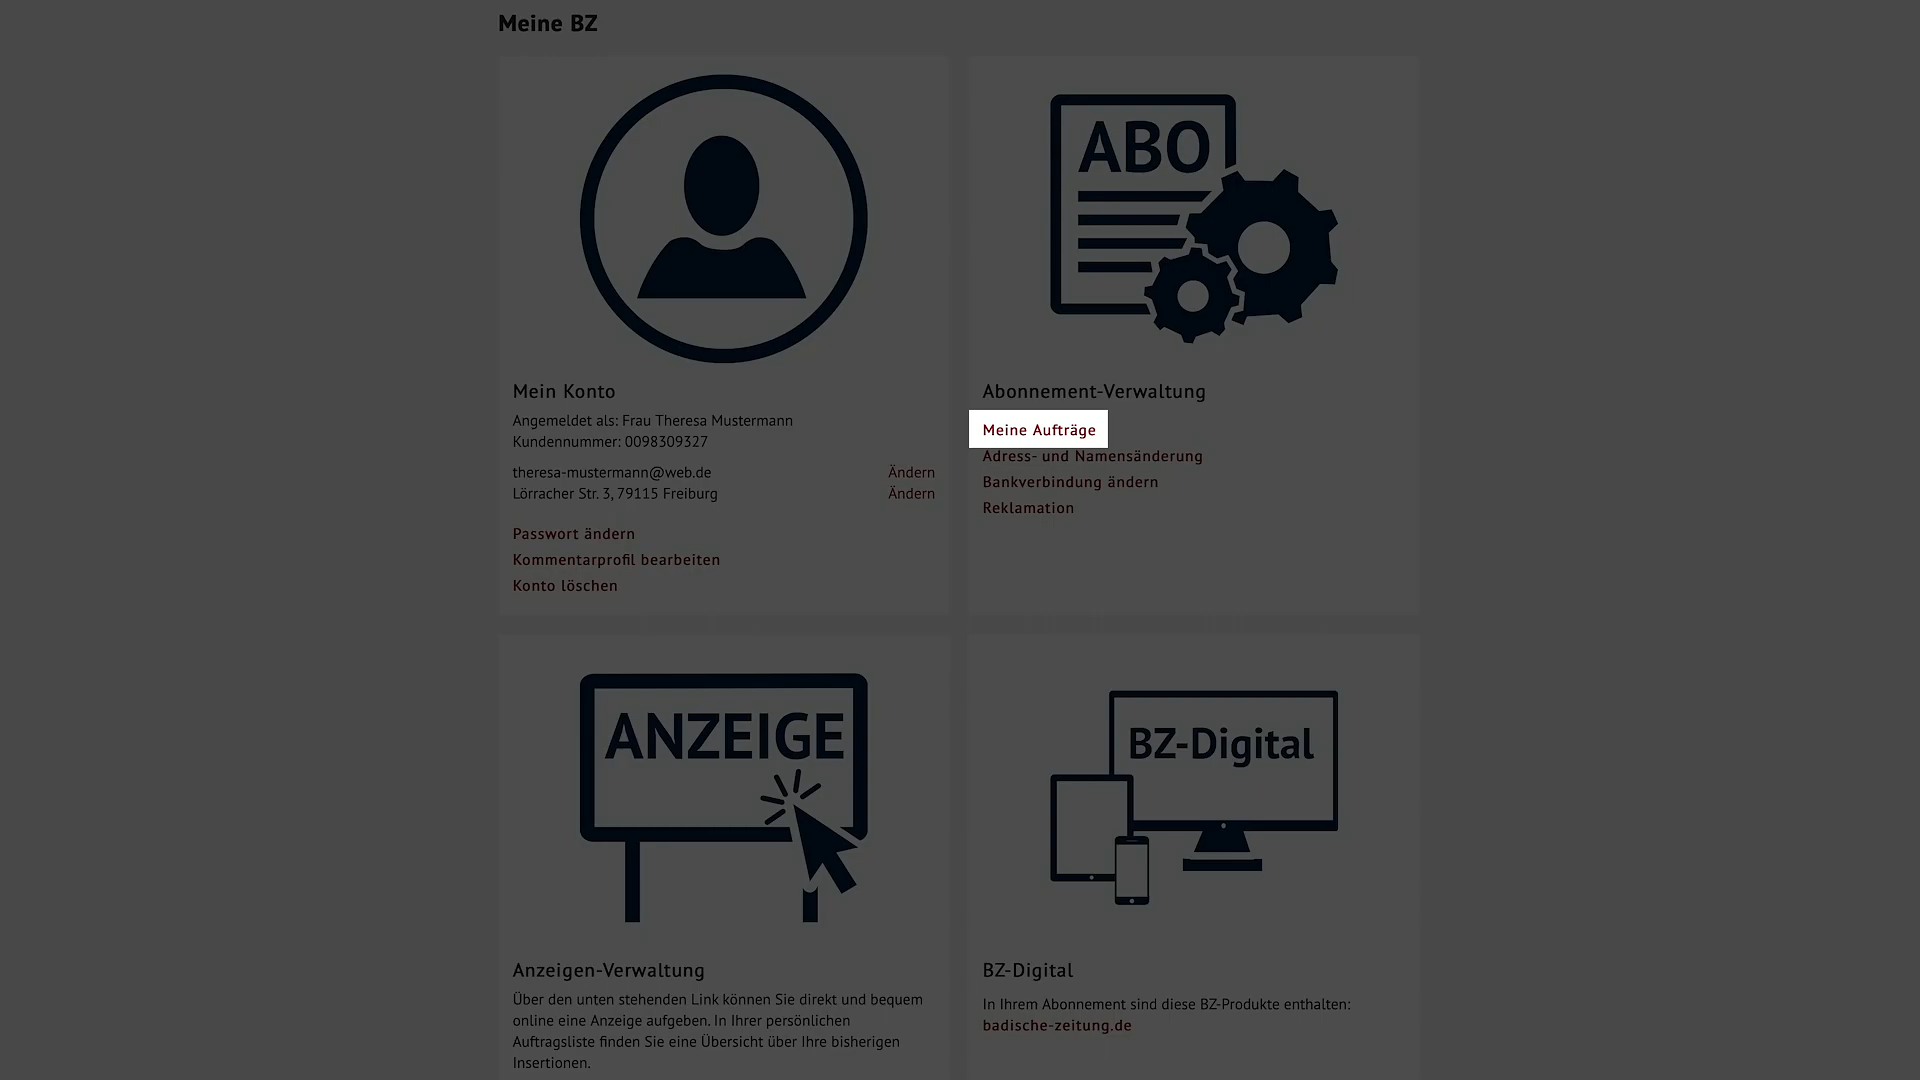 Meine BZ
Mein Konto
Angemeldet als: Frau Theresa Mustermann
Kundennummer: 0098309327
theresa-mustermann@web.de Ändern
Lörracher Str. 3, 79115 Freiburg Ändern
Passwort ändern
Kommentarprofil bearbeiten
Konto löschen
ABO
Abonnement-Verwaltung
Meine Aufträge
Adress- und Namensänderung
Bankverbindung ändern
Reklamation
ANZEIGE
Anzeigen-Verwaltung
Über den unten stehenden Link können Sie direkt und bequem
online eine Anzeige aufgeben. In Ihrer persönlichen
Auftragsliste finden Sie eine Übersicht über Ihre bisherigen
Insertionen.
BZ-Digital
BZ-Digital
In Ihrem Abonnement sind diese BZ-Produkte enthalten:
badische-zeitung.de